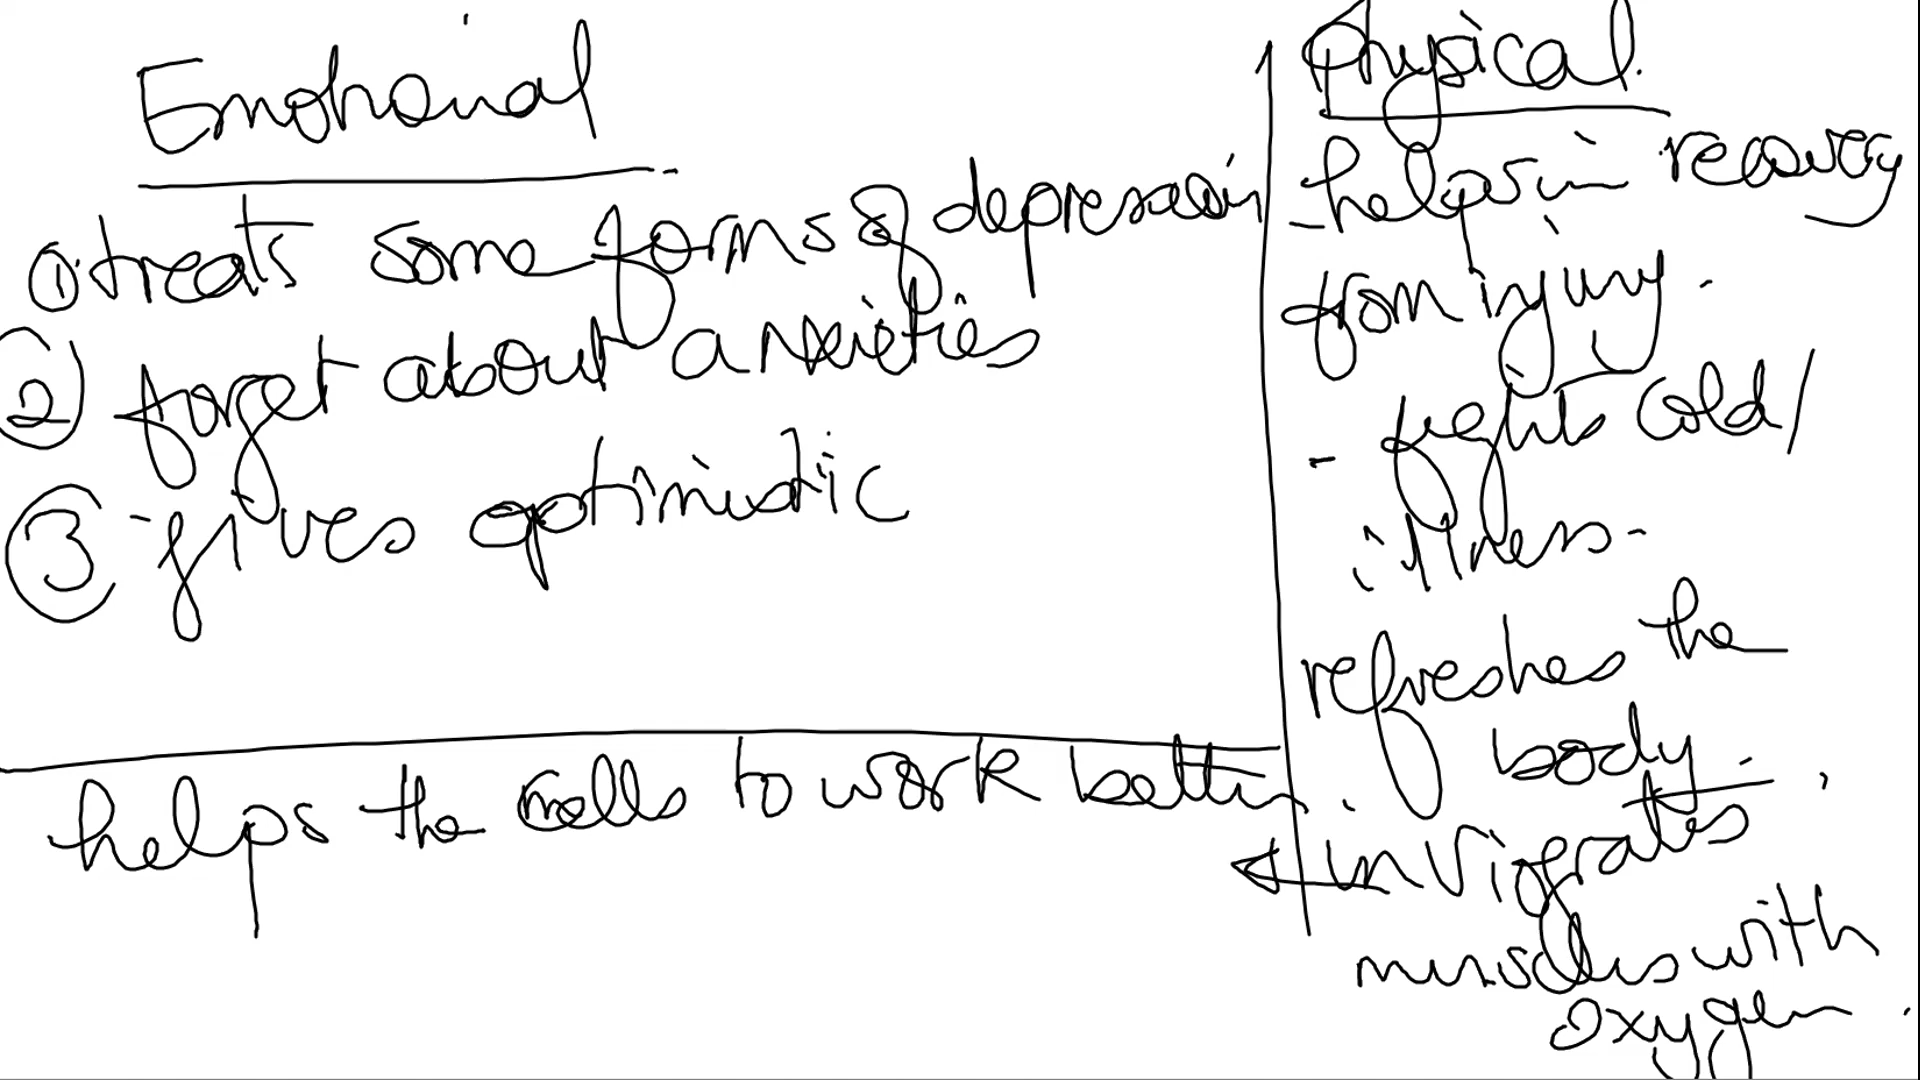 Emotional
① treats some forms of depression
② forget about anxieties
③ gives optimistic
helps the cells to work better
Physical
- helps in recovery
from injury.
- fights cold/
illness-
refreshes the
body.
invigorates
muscles with
oxygen.